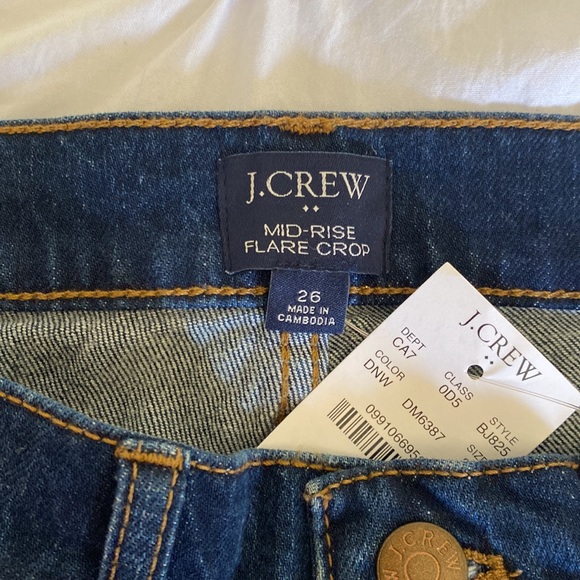 J.CREW
MID-RISE
FLARE CROP
26
MADE IN
CAMBODIA
J.CREW
DEPT CLASS STYLE
CA7 0D5 BJ825
COLOR
DNW DM6387
099106695
J.CREW